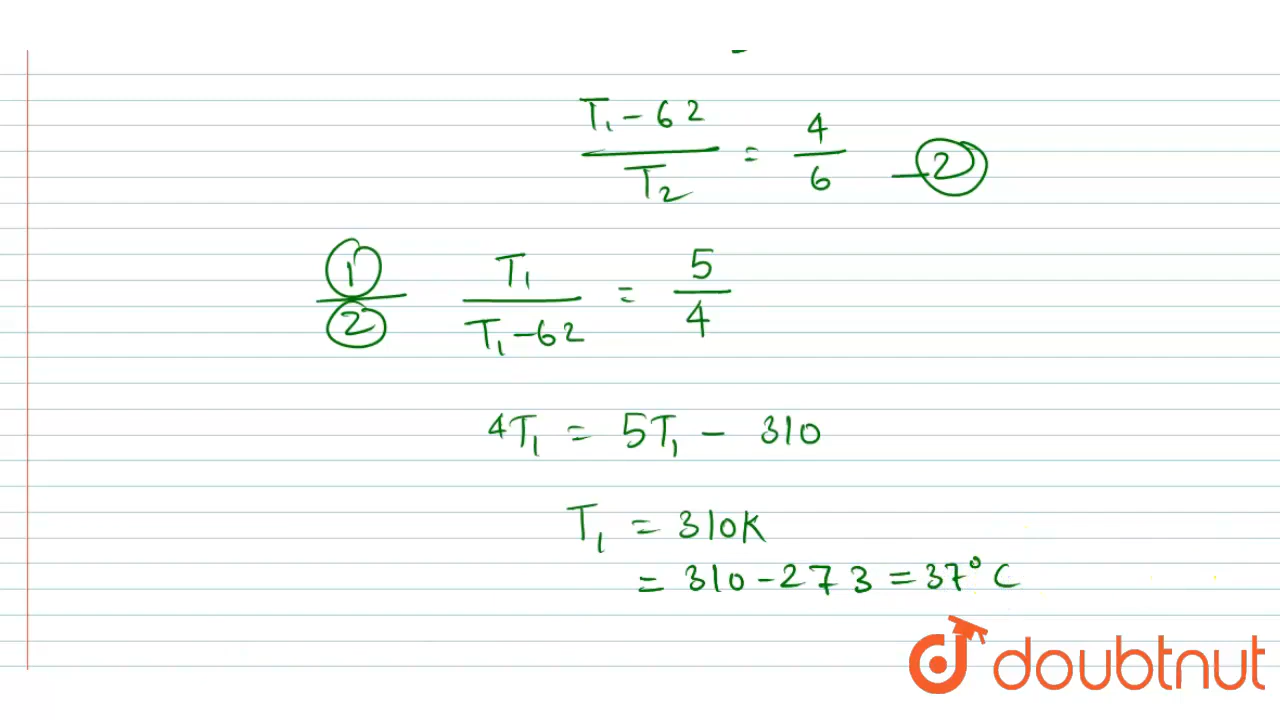 T₁ - 62 / T₂ = 4 / 6 — ②
① / ② T₁ / T₁ - 62 = 5 / 4
4T₁ = 5T₁ - 310
T₁ = 310K
= 310 - 273 = 37° C
doubtnut